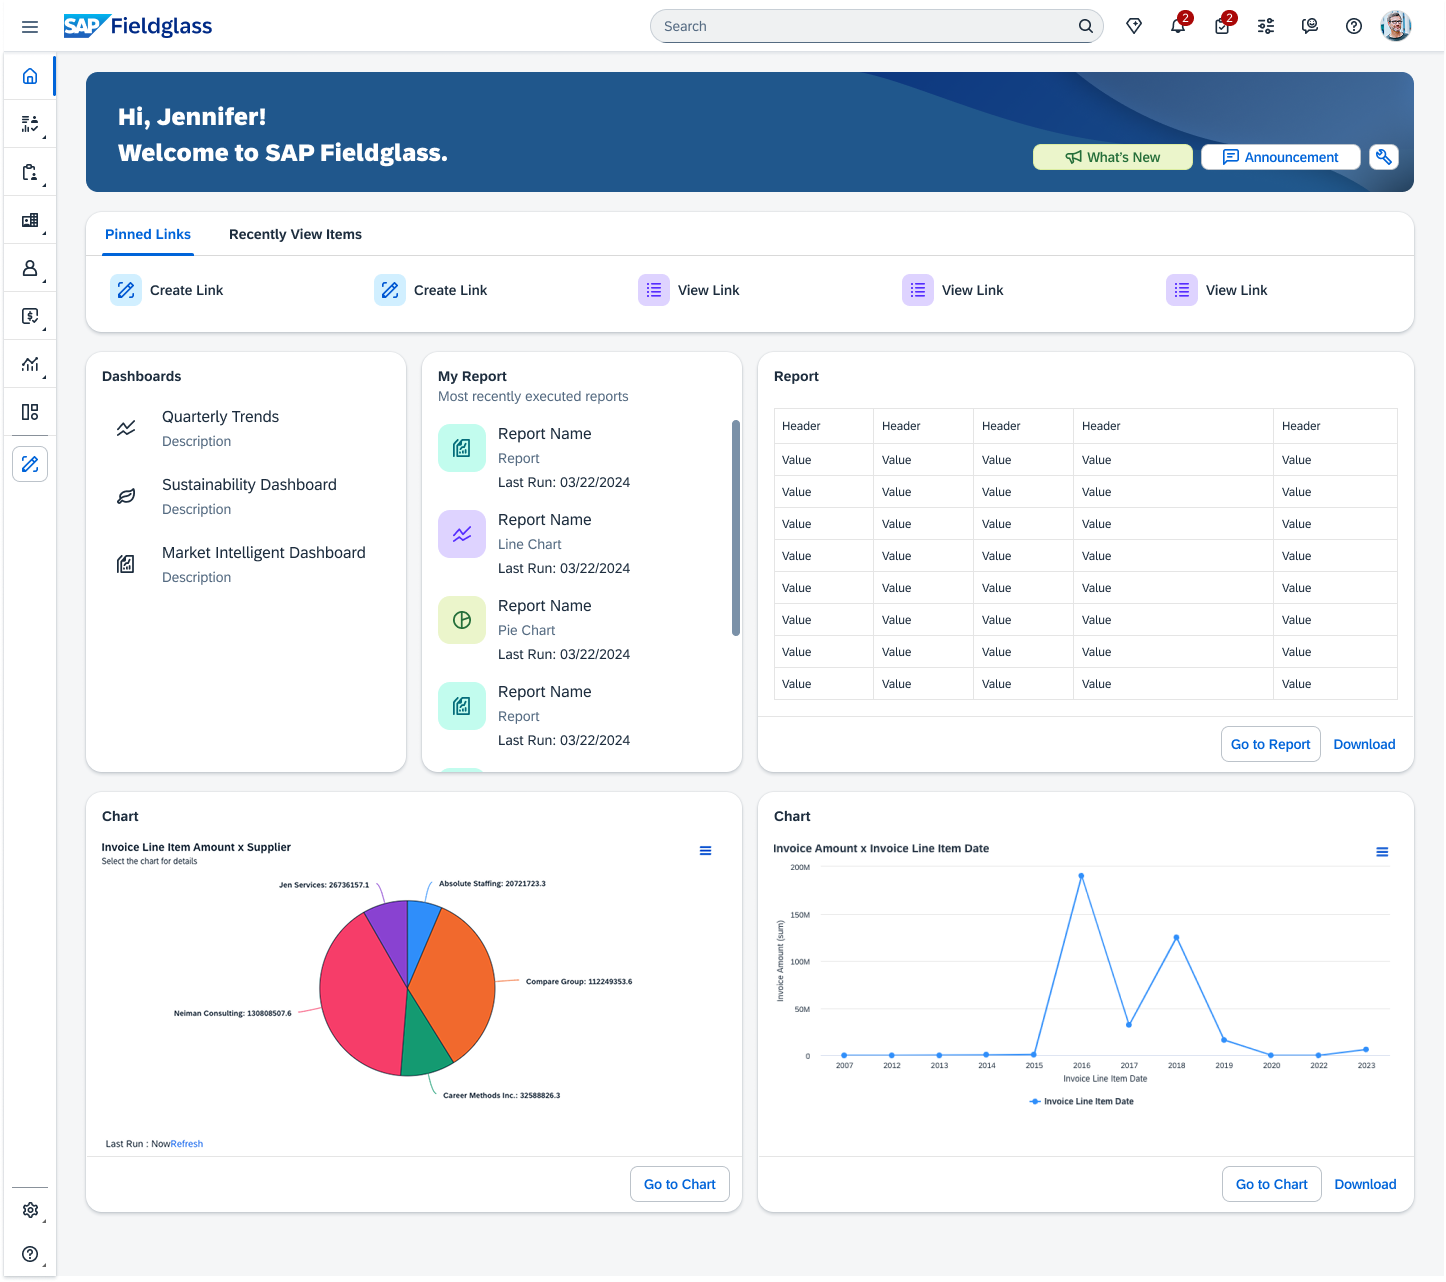 SAP Fieldglass
Search
2
2
Hi, Jennifer!
Welcome to SAP Fieldglass.
What's New
Announcement
Pinned Links
Recently View Items
Create Link
Create Link
View Link
View Link
View Link
Dashboards
Quarterly Trends
Description
Sustainability Dashboard
Description
Market Intelligent Dashboard
Description
My Report
Most recently executed reports
Report Name
Report
Last Run: 03/22/2024
Report Name
Line Chart
Last Run: 03/22/2024
Report Name
Pie Chart
Last Run: 03/22/2024
Report Name
Report
Last Run: 03/22/2024
Report
Header Header Header Header Header
Value Value Value Value Value
Value Value Value Value Value
Value Value Value Value Value
Value Value Value Value Value
Value Value Value Value Value
Value Value Value Value Value
Value Value Value Value Value
Value Value Value Value Value
Go to Report
Download
Chart
Invoice Line Item Amount x Supplier
Select the chart for details
Jen Services: 26736157.1
Absolute Staffing: 20721723.3
Compare Group: 112249353.6
Neiman Consulting: 130808507.6
Career Methods Inc.: 32588826.3
Last Run : NowRefresh
Go to Chart
Chart
Invoice Amount x Invoice Line Item Date
200M
150M
100M
50M
0
Invoice Amount (sum)
2007 2012 2013 2014 2015 2016 2017 2018 2019 2020 2022 2023
Invoice Line Item Date
Invoice Line Item Date
Go to Chart
Download